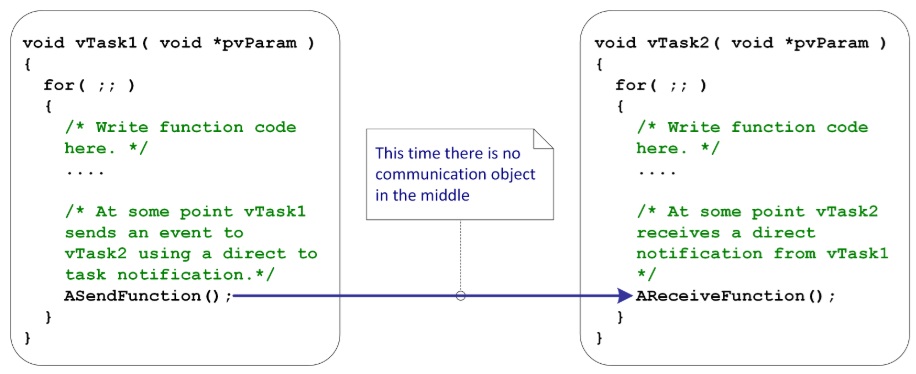 void vTask1( void *pvParam )
{
for( ;; )
{
/* Write function code
here. */
....
/* At some point vTask1
sends an event to
vTask2 using a direct to
task notification.*/
ASendFunction();
}
}
This time there is no
communication object
in the middle
void vTask2( void *pvParam )
{
for( ;; )
{
/* Write function code
here. */
....
/* At some point vTask2
receives a direct
notification from vTask1
*/
AReceiveFunction();
}
}